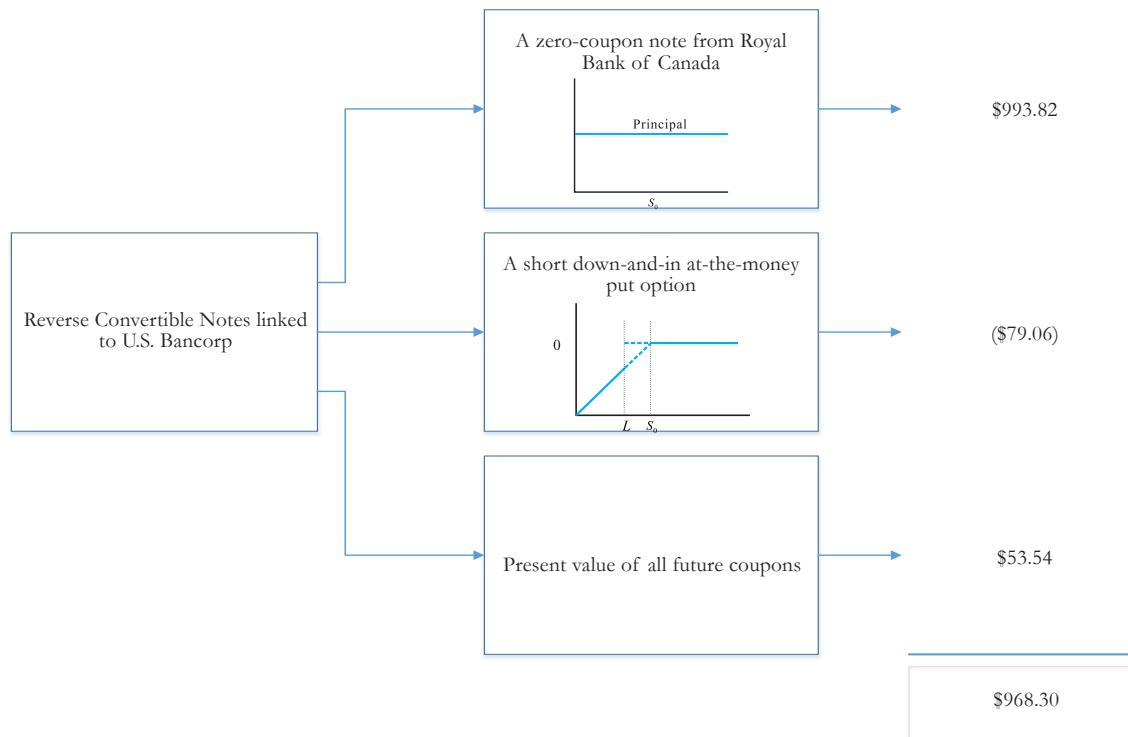 A zero-coupon note from Royal
Bank of Canada
Principal
S₀
$993.82
Reverse Convertible Notes linked
to U.S. Bancorp
A short down-and-in at-the-money
put option
0
L
S₀
($79.06)
Present value of all future coupons
$53.54
$968.30